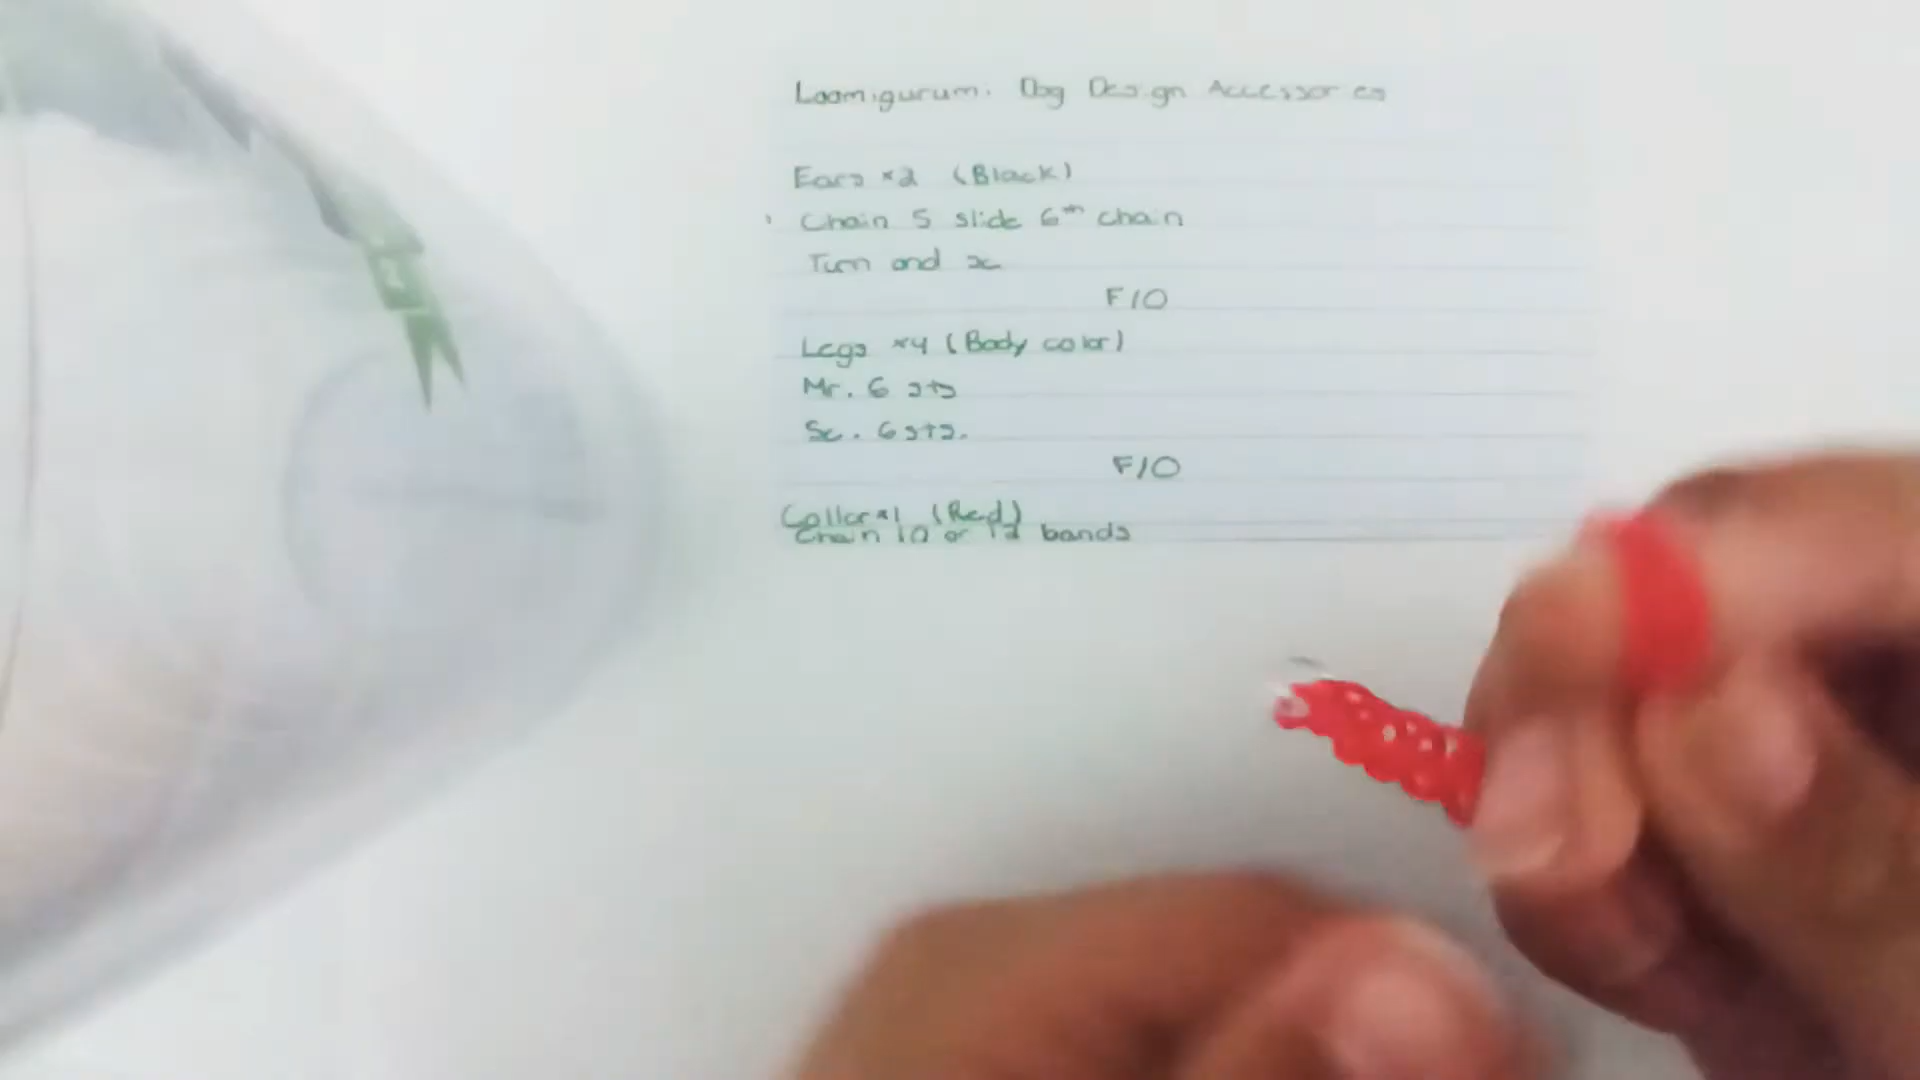 Loomigurumi Dog Design Accessories
Ears x2 (Black)
Chain 5 slide 6th chain
Turn and sc
F/O
Legs x4 (Body color)
Mr. 6 sts
Sc. 6 sts.
F/O
Collar x1 (Red)
Chain 10 or 12 bands